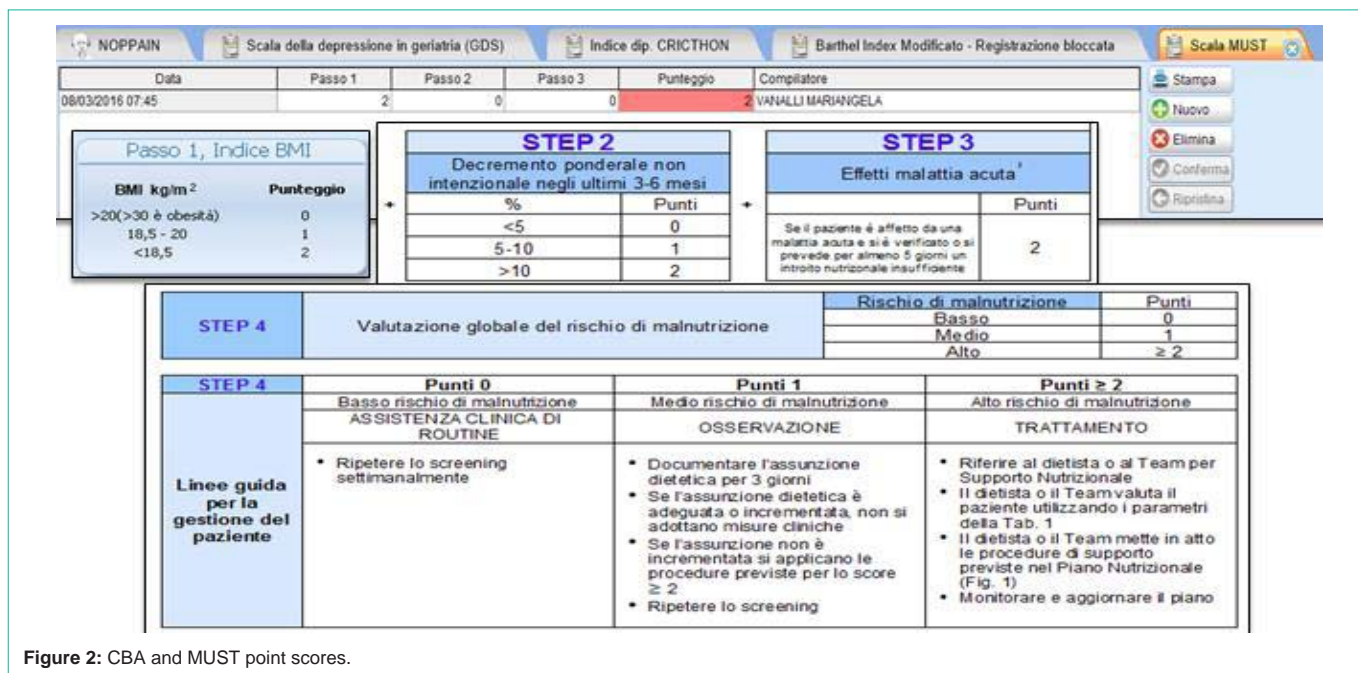 NOPPAIN Scala della depressione in geriatria (GDS) Indice dip. CRICTHON Barthel Index Modificato - Registrazione bloccata Scala MUST
Data Passo 1 Passo 2 Passo 3 Punteggio Compilatore
08/03/2016 07:45 2 0 0 2 VANALLI MARIANGELA
Stampa
Nuovo
Elimina
Conferma
Ripristina
Passo 1, Indice BMI
BMI kg/m² Punteggio
>20(>30 è obesità) 0
18,5 - 20 1
<18,5 2
+
STEP 2
Decremento ponderale non
intenzionale negli ultimi 3-6 mesi
% Punti
<5 0
5-10 1
>10 2
+
STEP 3
Effetti malattia acuta
Punti
Se il paziente é affetto da una
malattia acuta e si é verificato o si
prevede per almeno 5 giorni un
introito nutrizonale insufficiente
2
STEP 4
Valutazione globale del rischio di malnutrizione
Rischio di malnutrizione Punti
Basso 0
Medio 1
Alto ≥ 2
STEP 4 Punti 0 Punti 1 Punti ≥ 2
Basso rischio di malnutrizione Medio rischio di malnutrizione Alto rischio di malnutrizione
Linee guida
per la
gestione del
paziente
ASSISTENZA CLINICA DI
ROUTINE
• Ripetere lo screening
settimanalmente
OSSERVAZIONE
• Documentare l'assunzione
dietetica per 3 giorni
• Se l'assunzione dietetica è
adeguata o incrementata, non si
adottano misure cliniche
• Se l'assunzione non è
incrementata si applicano le
procedure previste per lo score
≥ 2
• Ripetere lo screening
TRATTAMENTO
• Riferire al dietista o al Team per
Supporto Nutrizionale
• Il dietista o il Team valuta il
paziente utilizzando i parametri
della Tab. 1
• Il dietista o il Team mette in atto
le procedure di supporto
previste nel Piano Nutrizionale
(Fig. 1)
• Monitorare e aggiornare il piano
Figure 2: CBA and MUST point scores.